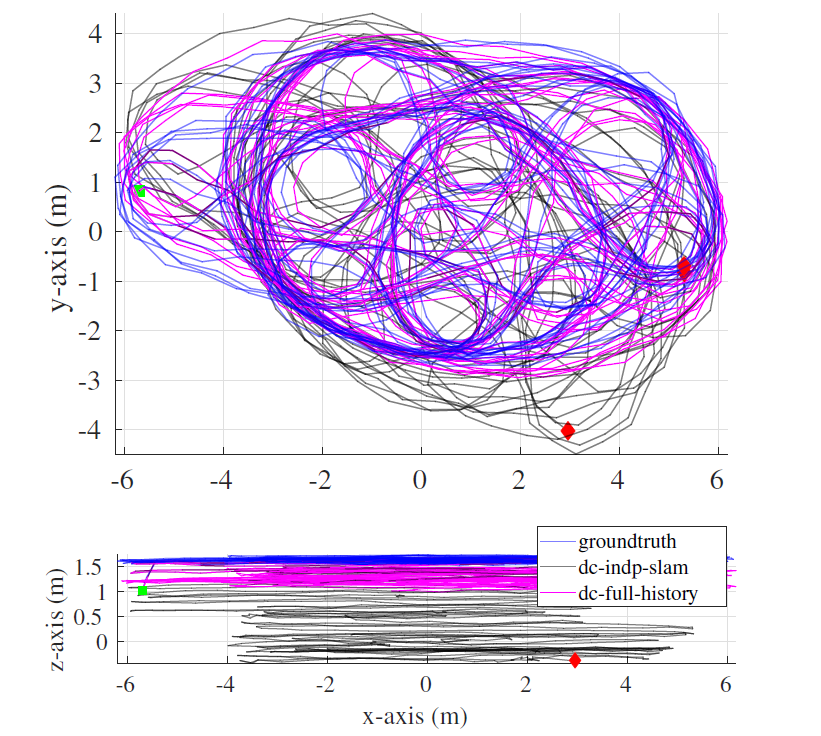 4
3
2
1
0
-1
-2
-3
-4
y-axis (m)
-6 -4 -2 0 2 4 6
groundtruth
dc-indp-slam
dc-full-history
1.5
1
0.5
0
z-axis (m)
-6 -4 -2 0 2 4 6
x-axis (m)